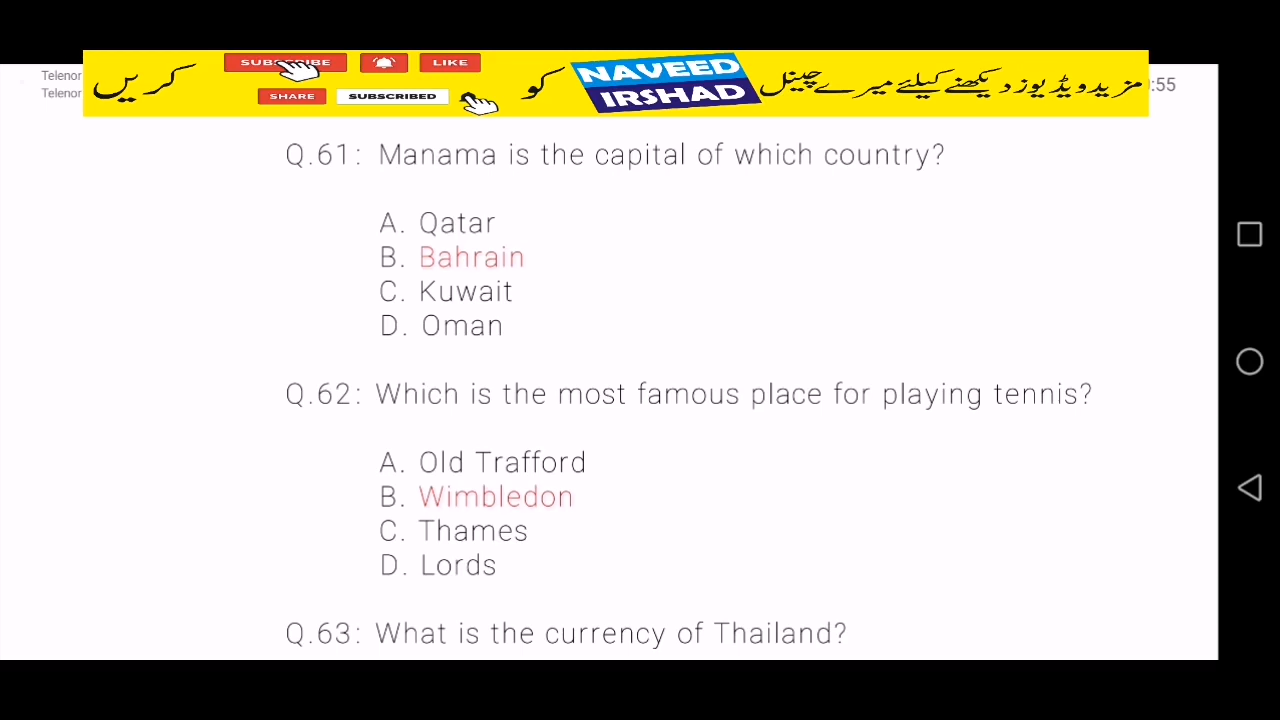 Telenor
Telenor
SUBSCRIBE
LIKE
SHARE
SUBSCRIBED
مزید ویڈیوز دیکھنے کیلئے میرے چینل
NAVEED
IRSHAD
کو
کریں
:55
Q.61: Manama is the capital of which country?
A. Qatar
B. Bahrain
C. Kuwait
D. Oman
Q.62: Which is the most famous place for playing tennis?
A. Old Trafford
B. Wimbledon
C. Thames
D. Lords
Q.63: What is the currency of Thailand?